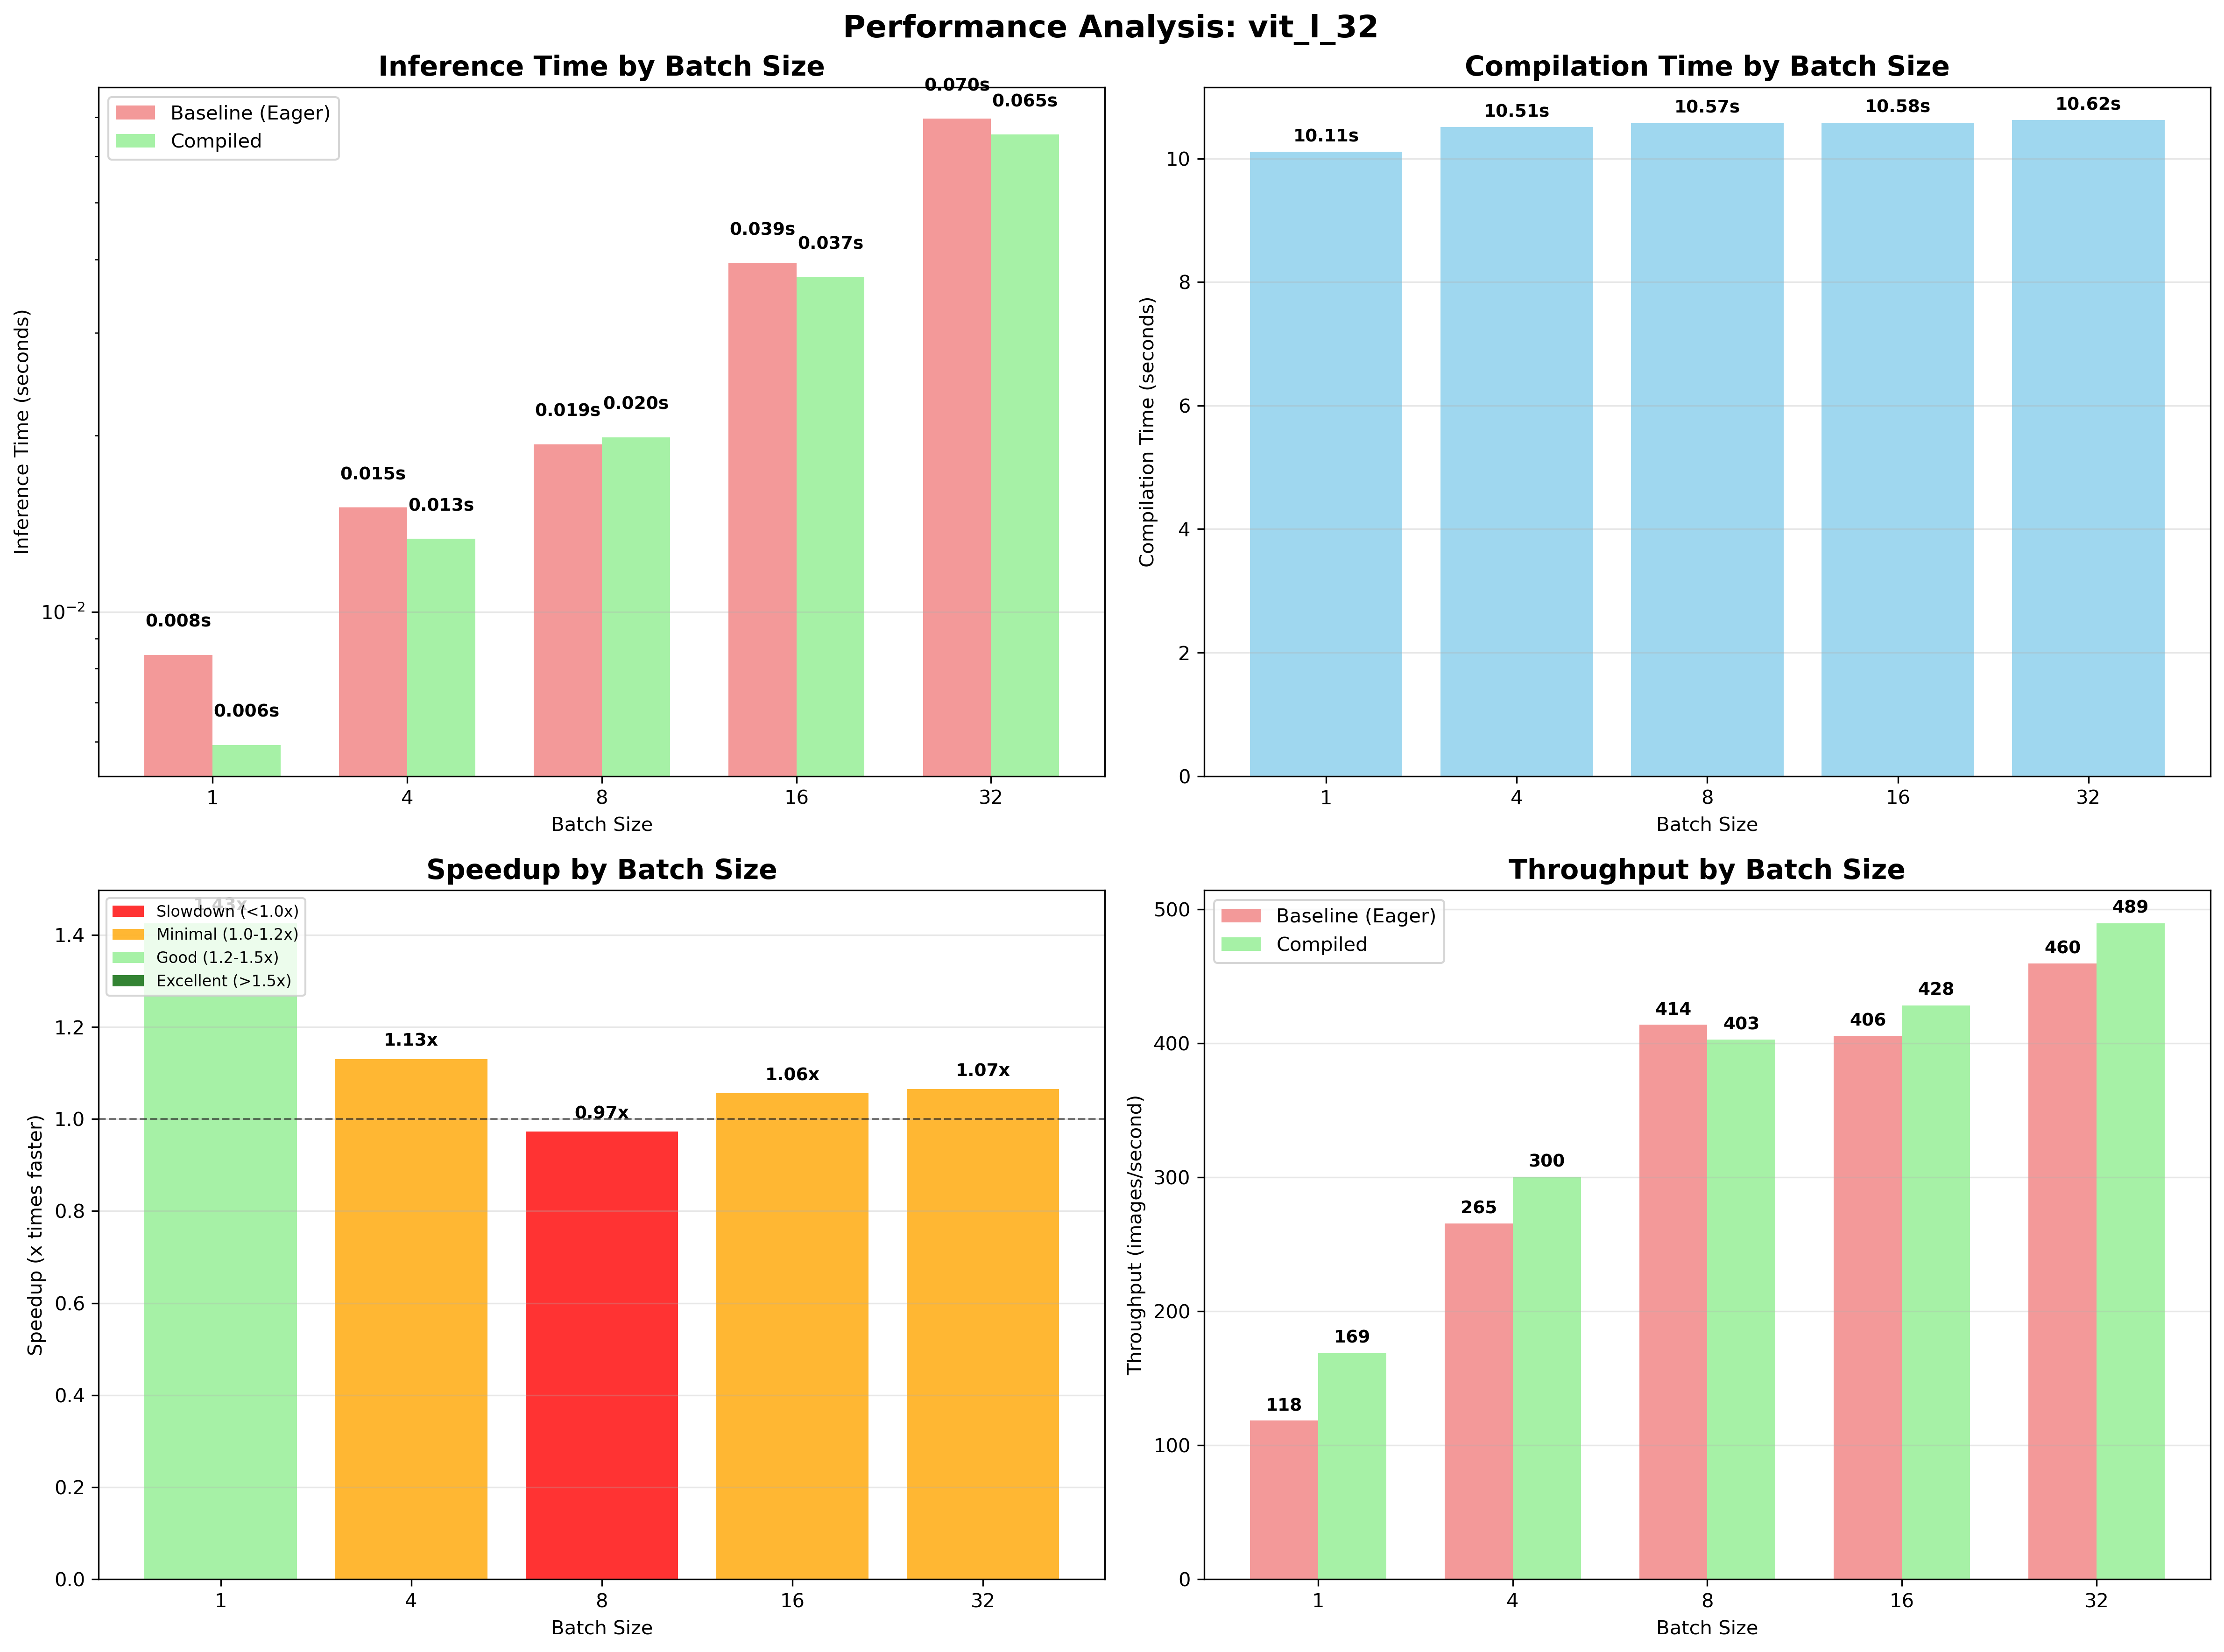 Performance Analysis: vit_l_32
Inference Time by Batch Size
Baseline (Eager)
Compiled
0.008s
0.006s
0.015s
0.013s
0.019s
0.020s
0.039s
0.037s
0.070s
0.065s
10⁻²
Inference Time (seconds)
1
4
8
16
32
Batch Size
Compilation Time by Batch Size
10.11s
10.51s
10.57s
10.58s
10.62s
10
8
6
4
2
0
Compilation Time (seconds)
1
4
8
16
32
Batch Size
Speedup by Batch Size
Slowdown (<1.0x)
Minimal (1.0-1.2x)
Good (1.2-1.5x)
Excellent (>1.5x)
1.43x
1.13x
0.97x
1.06x
1.07x
1.4
1.2
1.0
0.8
0.6
0.4
0.2
0.0
Speedup (x times faster)
1
4
8
16
32
Batch Size
Throughput by Batch Size
Baseline (Eager)
Compiled
118
169
265
300
414
403
406
428
460
489
500
400
300
200
100
0
Throughput (images/second)
1
4
8
16
32
Batch Size